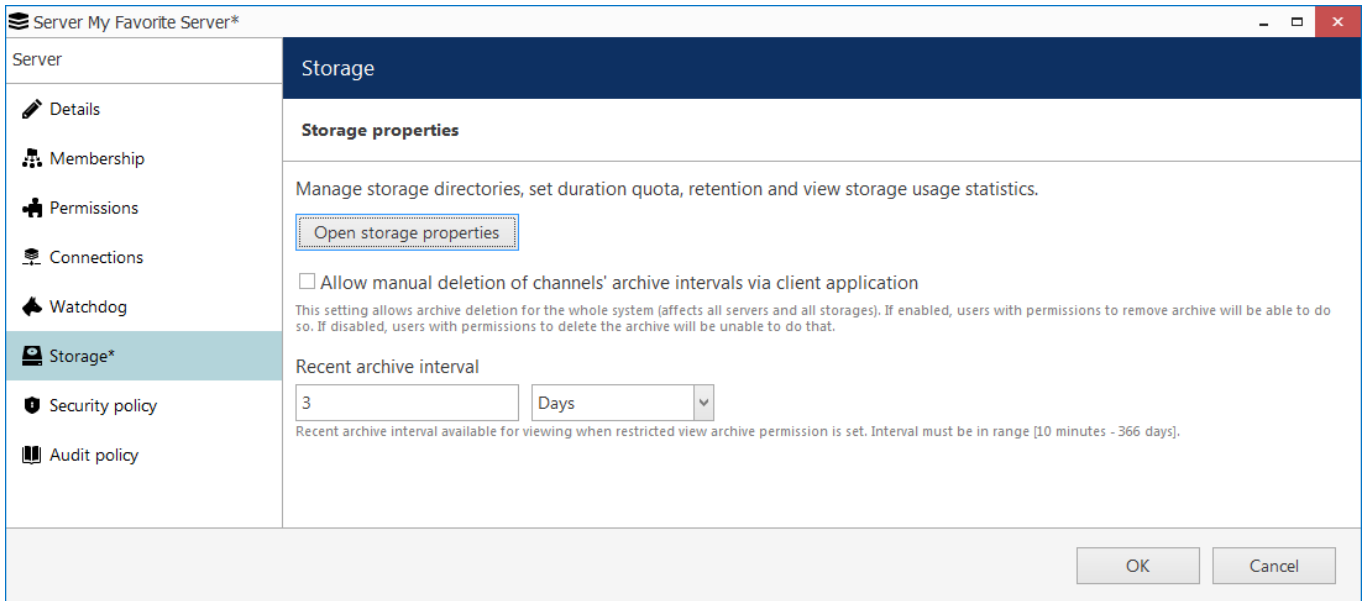 Server My Favorite Server*
Server
Details
Membership
Permissions
Connections
Watchdog
Storage*
Security policy
Audit policy
Storage
Storage properties
Manage storage directories, set duration quota, retention and view storage usage statistics.
Open storage properties
Allow manual deletion of channels' archive intervals via client application
This setting allows archive deletion for the whole system (affects all servers and all storages). If enabled, users with permissions to remove archive will be able to do
so. If disabled, users with permissions to delete the archive will be unable to do that.
Recent archive interval
3 Days
Recent archive interval available for viewing when restricted view archive permission is set. Interval must be in range [10 minutes - 366 days].
OK Cancel